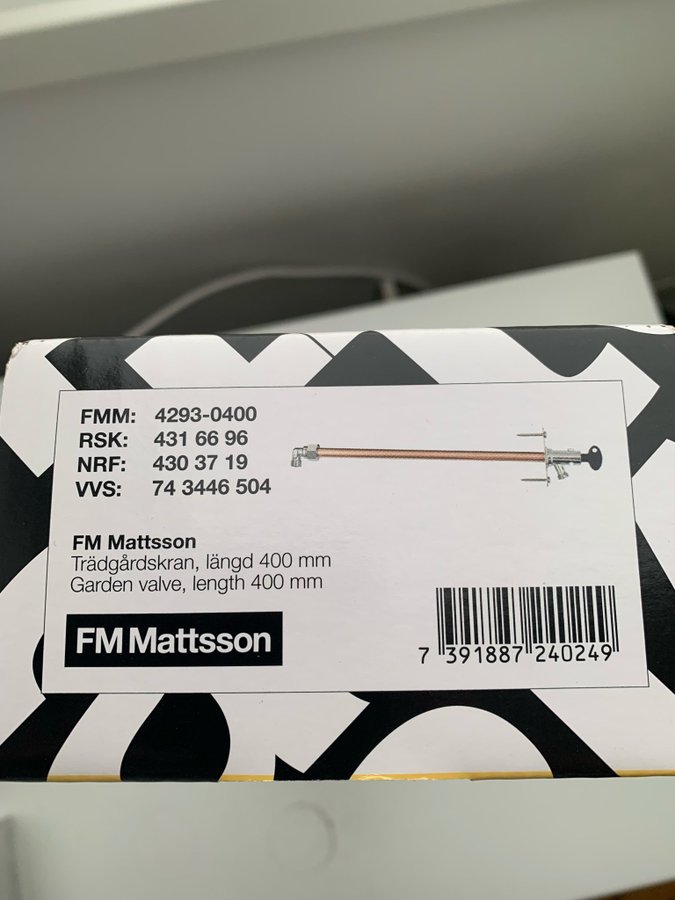 FMM: 4293-0400
RSK: 431 66 96
NRF: 430 37 19
VVS: 74 3446 504
FM Mattsson
Trädgårdskran, längd 400 mm
Garden valve, length 400 mm
FM Mattsson
7 391887 240249